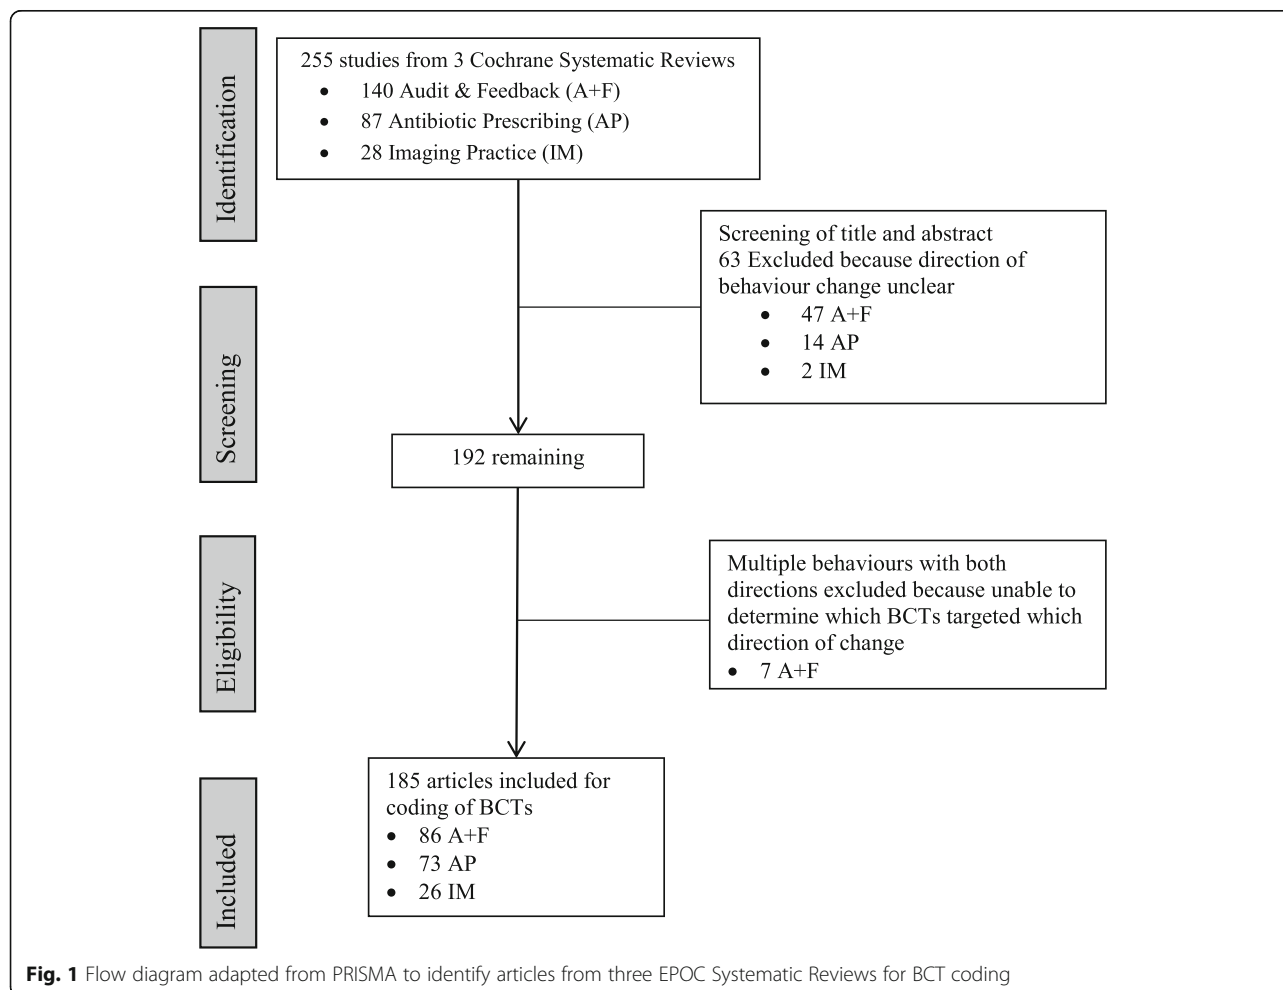 Identification
255 studies from 3 Cochrane Systematic Reviews
• 140 Audit & Feedback (A+F)
• 87 Antibiotic Prescribing (AP)
• 28 Imaging Practice (IM)
Screening
Screening of title and abstract
63 Excluded because direction of
behaviour change unclear
• 47 A+F
• 14 AP
• 2 IM
192 remaining
Eligibility
Multiple behaviours with both
directions excluded because unable to
determine which BCTs targeted which
direction of change
• 7 A+F
Included
185 articles included for
coding of BCTs
• 86 A+F
• 73 AP
• 26 IM
Fig. 1 Flow diagram adapted from PRISMA to identify articles from three EPOC Systematic Reviews for BCT coding